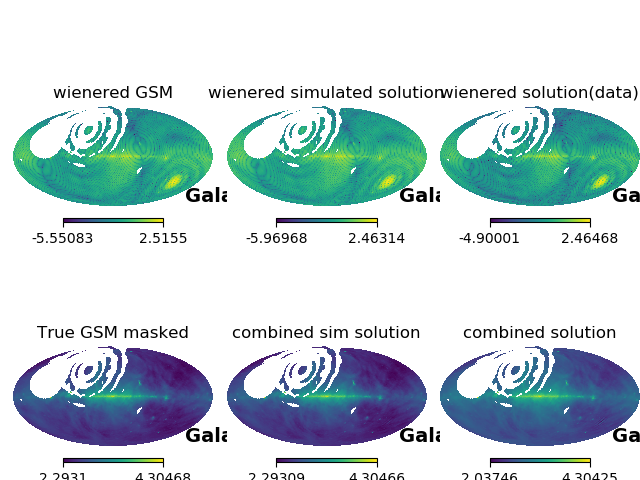 wienered GSM
wienered simulated solution
wienered solution(data)
Gala
Gala
Ga
-5.55083 2.5155
-5.96968 2.46314
-4.90001 2.46468
True GSM masked
combined sim solution
combined solution
Gala
Gala
Ga
2.2931 4.30468
2.29309 4.30466
2.03746 4.30425